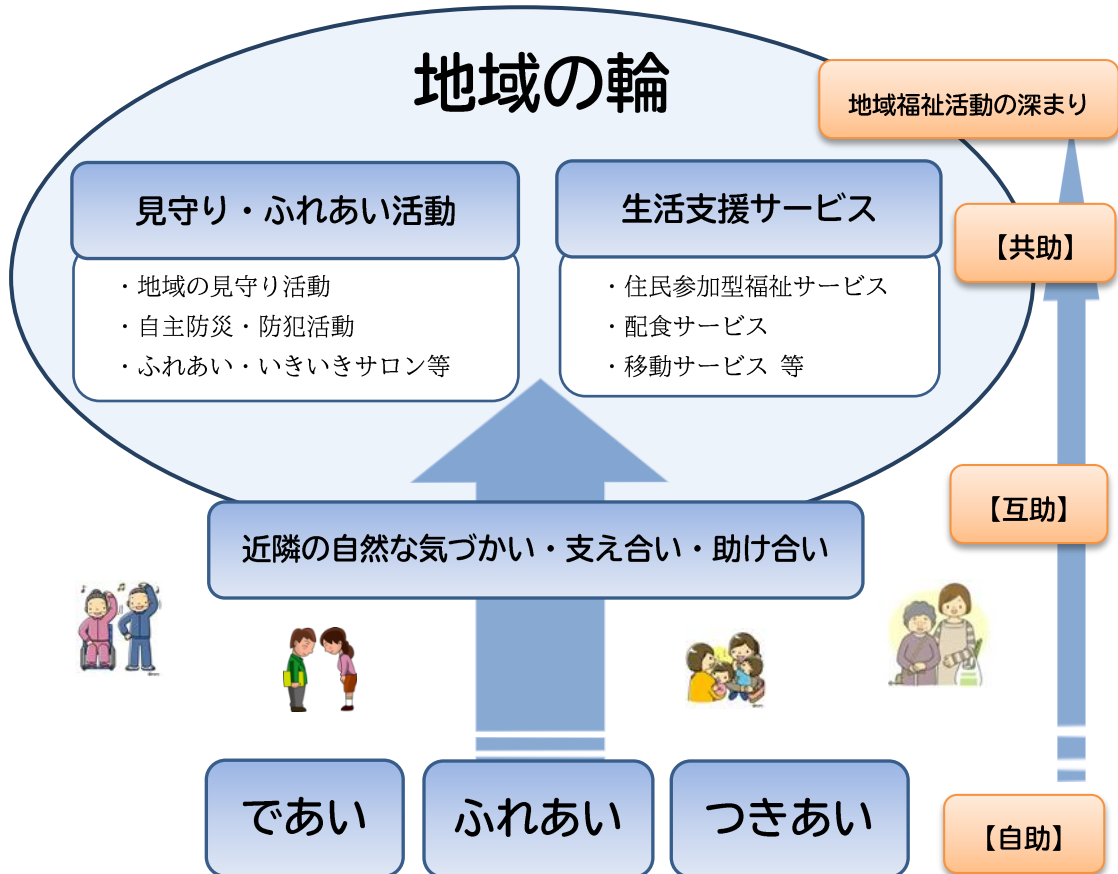 地域の輪
地域福祉活動の深まり
見守り・ふれあい活動
・地域の見守り活動
・自主防災・防犯活動
・ふれあい・いきいきサロン等
生活支援サービス
・住民参加型福祉サービス
・配食サービス
・移動サービス 等
【共助】
【互助】
近隣の自然な気づかい・支え合い・助け合い
であい
ふれあい
つきあい
【自助】